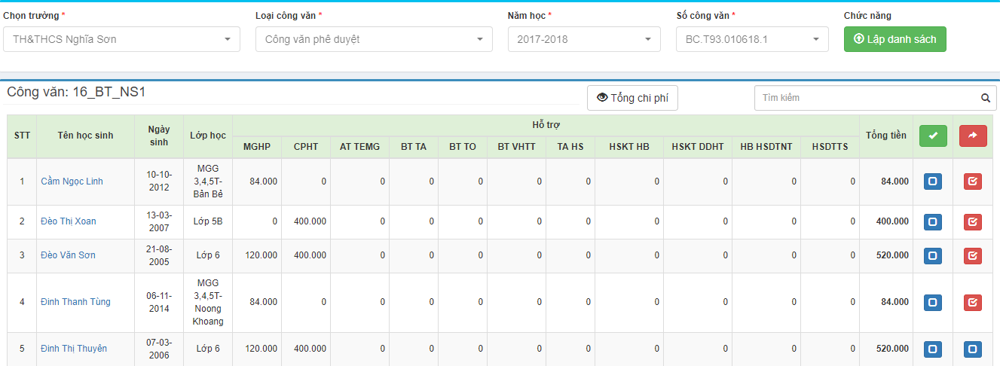 Chọn trường * Loại công văn * Năm học * Số công văn * Chức năng
TH&THCS Nghĩa Sơn Công văn phê duyệt 2017-2018 BC.T93.010618.1 Lập danh sách
Công văn: 16_BT_NS1 Tổng chi phí Tìm kiếm
STT Tên học sinh Ngày sinh Lớp học Hỗ trợ Tổng tiền
MGHP CPHT AT TEMG BT TA BT TO BT VHTT TA HS HSKT HB HSKT DDHT HB HSDTNT HSDTTS
1 Cầm Ngọc Linh 10-10-2012 MGG 3,4,5T-Bản Bẻ 84.000 0 0 0 0 0 0 0 0 0 0 84.000
2 Đèo Thị Xoan 13-03-2007 Lớp 5B 0 400.000 0 0 0 0 0 0 0 0 0 400.000
3 Đèo Văn Sơn 21-08-2005 Lớp 6 120.000 400.000 0 0 0 0 0 0 0 0 0 520.000
4 Đinh Thanh Tùng 06-11-2014 MGG 3,4,5T-Noong Khoang 84.000 0 0 0 0 0 0 0 0 0 0 84.000
5 Đinh Thị Thuyên 07-03-2006 Lớp 6 120.000 400.000 0 0 0 0 0 0 0 0 0 520.000